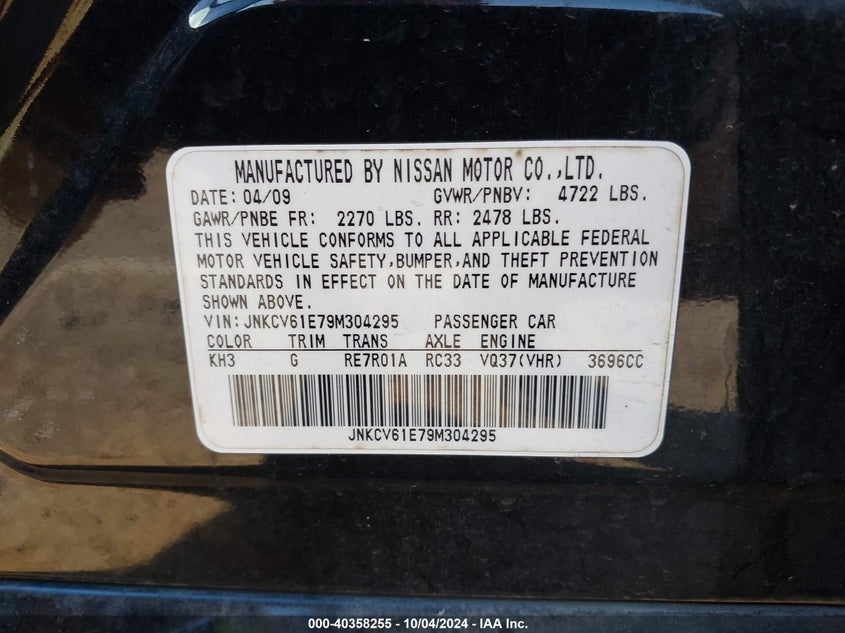 MANUFACTURED BY NISSAN MOTOR CO.,LTD.
DATE: 04/09 GVWR/PNBV: 4722 LBS.
GAWR/PNBE FR: 2270 LBS. RR: 2478 LBS.
THIS VEHICLE CONFORMS TO ALL APPLICABLE FEDERAL
MOTOR VEHICLE SAFETY,BUMPER,AND THEFT PREVENTION
STANDARDS IN EFFECT ON THE DATE OF MANUFACTURE
SHOWN ABOVE.
VIN:JNKCV61E79M304295 PASSENGER CAR
COLOR TRIM TRANS AXLE ENGINE
KH3 G RE7R01A RC33 VQ37(VHR) 3696CC
JNKCV61E79M304295
000-40358255 - 10/04/2024 - IAA Inc.